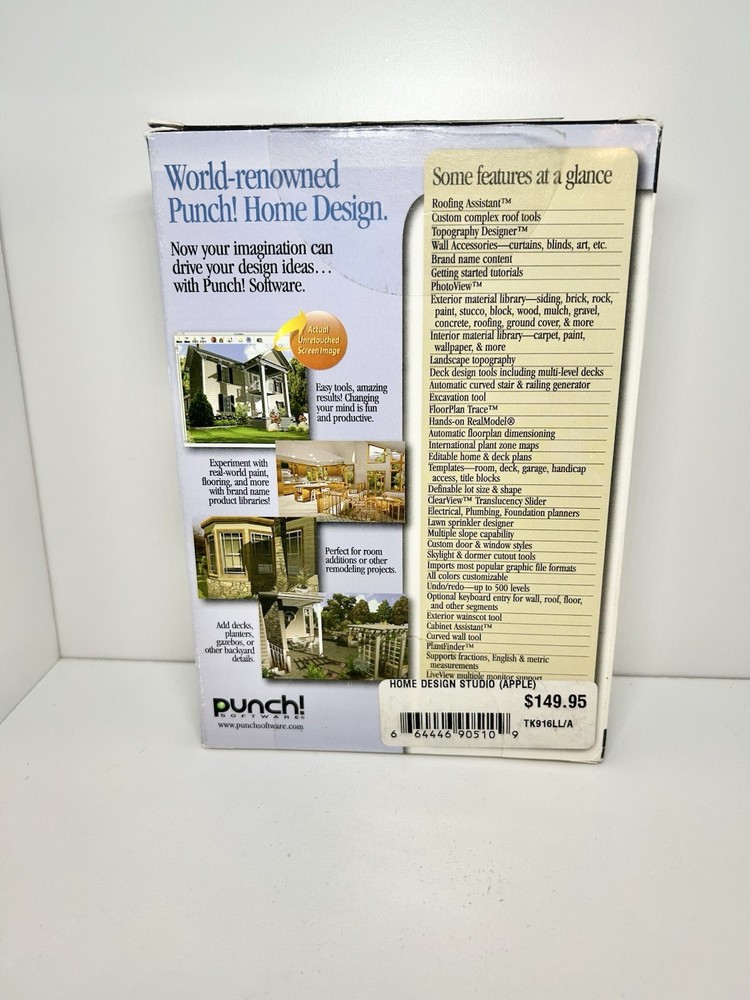 World-renowned
Punch! Home Design.
Now your imagination can
drive your design ideas…
with Punch! Software.
Actual
Unretouched
Screen Image
Easy tools, amazing
results! Changing
your mind is fun
and productive.
Experiment with
real-world paint,
flooring, and more
with brand name
product libraries!
Perfect for room
additions or other
remodeling projects.
Add decks,
planters,
gazebos, or
other backyard
details.
punch!
SOFTWARE
www.punchsoftware.com
Some features at a glance
Roofing Assistant™
Custom complex roof tools
Topography Designer™
Wall Accessories—curtains, blinds, art, etc.
Brand name content
Getting started tutorials
PhotoView™
Exterior material library—siding, brick, rock,
paint, stucco, block, wood, mulch, gravel,
concrete, roofing, ground cover, & more
Interior material library—carpet, paint,
wallpaper, & more
Landscape topography
Deck design tools including multi-level decks
Automatic curved stair & railing generator
Excavation tool
FloorPlan Trace™
Hands-on RealModel®
Automatic floorplan dimensioning
International plant zone maps
Editable home & deck plans
Templates—room, deck, garage, handicap
access, title blocks
Definable lot size & shape
ClearView™ Translucency Slider
Electrical, Plumbing, Foundation planners
Lawn sprinkler designer
Multiple slope capability
Custom door & window styles
Skylight & dormer cutout tools
Imports most popular graphic file formats
All colors customizable
Undo/redo—up to 500 levels
Optional keyboard entry for wall, roof, floor,
and other segments
Exterior wainscot tool
Cabinet Assistant™
Curved wall tool
PlantFinder™
Supports fractions, English & metric
measurements
LiveView multiple monitor support
HOME DESIGN STUDIO (APPLE)
$149.95
TK916LL/A
6 64446 90510 9